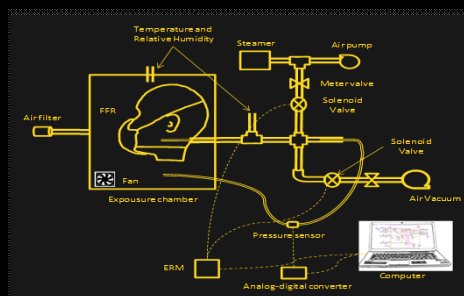 Temperature and
Relative Humidity
Steamer
Air pump
Meter valve
Solenoid
Valve
FFR
Air filter
Solenoid
Valve
Fan
Expousure chamber
Air Vacuum
Pressure sensor
ERM
Computer
Analog-digital converter